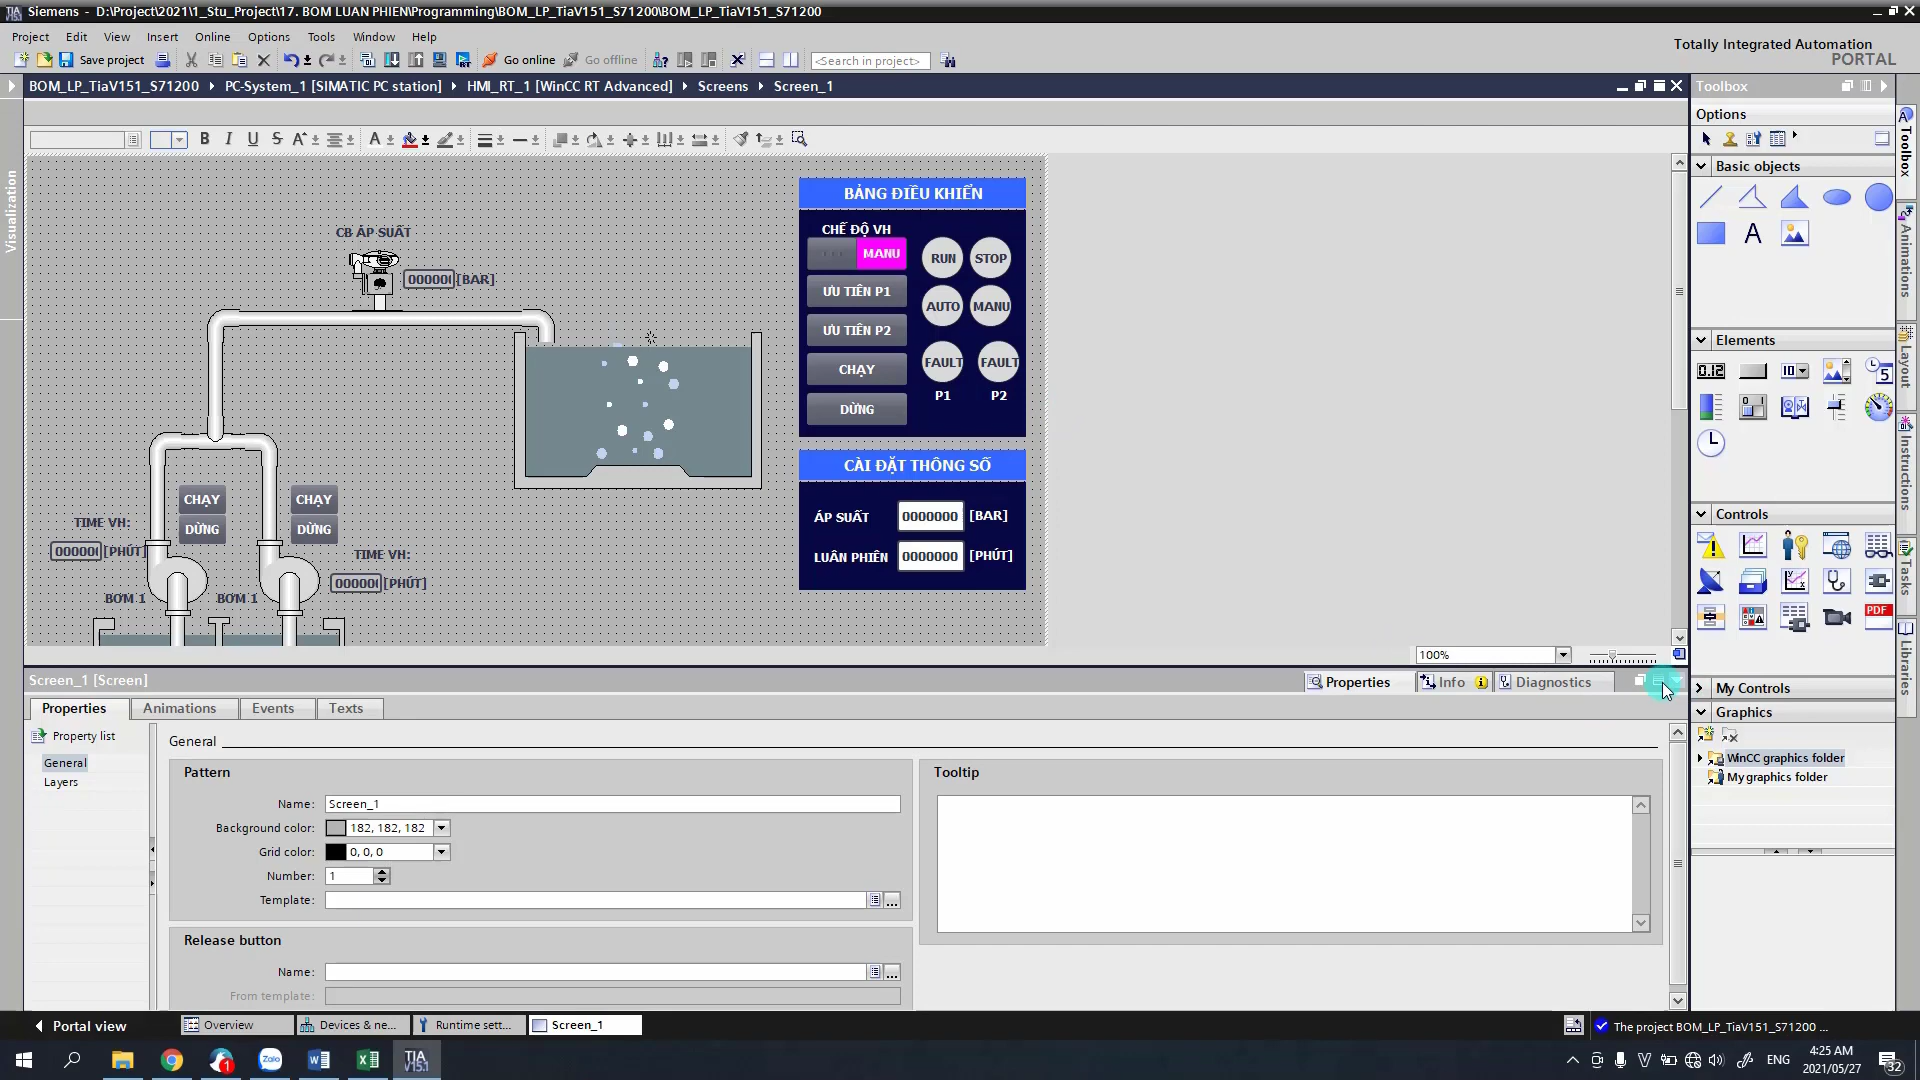 Siemens - D:\Project\2021\1_Stu_Project\17. BOM LUAN PHIEN\Programming\BOM_LP_TiaV151_S71200\BOM_LP_TiaV151_S71200
Project Edit View Insert Online Options Tools Window Help
Totally Integrated Automation
PORTAL
Save project
Go online
Go offline
<Search in project>
BOM_LP_TiaV151_S71200 PC-System_1 [SIMATIC PC station] HMI_RT_1 [WinCC RT Advanced] Screens Screen_1
Visualization
CB ÁP SUẤT
000000 [BAR]
TIME VH:
000000 [PHÚT]
CHẠY
DỪNG
CHẠY
DỪNG
TIME VH:
000000 [PHÚT]
BƠM 1
BƠM 1
BẢNG ĐIỀU KHIỂN
CHẾ ĐỘ VH
MANU
RUN STOP
ƯU TIÊN P1
AUTO MANU
ƯU TIÊN P2
CHẠY
FAULT FAULT
P1 P2
DỪNG
CÀI ĐẶT THÔNG SỐ
ÁP SUẤT 0000000 [BAR]
LUÂN PHIÊN 0000000 [PHÚT]
100%
Toolbox
Options
Basic objects
Elements
Controls
PDF
My Controls
Graphics
WinCC graphics folder
My graphics folder
Toolbox
Animations
Layout
Instructions
Tasks
Libraries
Screen_1 [Screen]
Properties Info Diagnostics
Properties Animations Events Texts
Property list
General
Layers
General
Pattern
Name: Screen_1
Background color: 182, 182, 182
Grid color: 0, 0, 0
Number: 1
Template:
Release button
Name:
From template:
Tooltip
Portal view
Overview
Devices & ne...
Runtime sett...
Screen_1
The project BOM_LP_TiaV151_S71200 ...
ENG
4:25 AM
2021/05/27
32